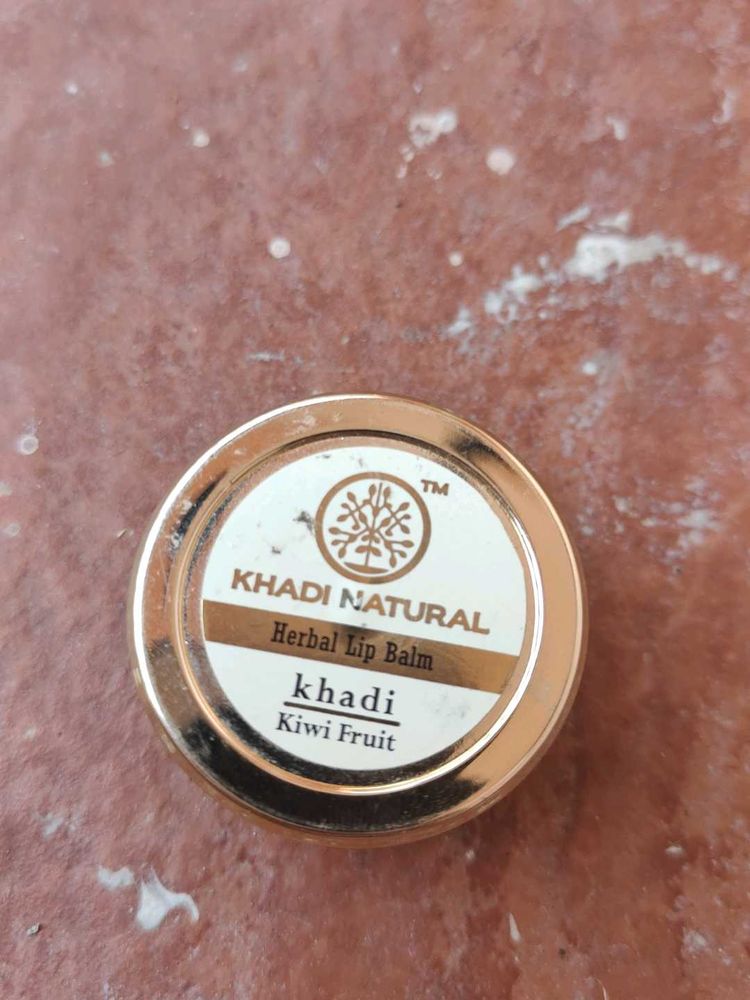 TM
KHADI NATURAL
Herbal Lip Balm
khadi
Kiwi Fruit